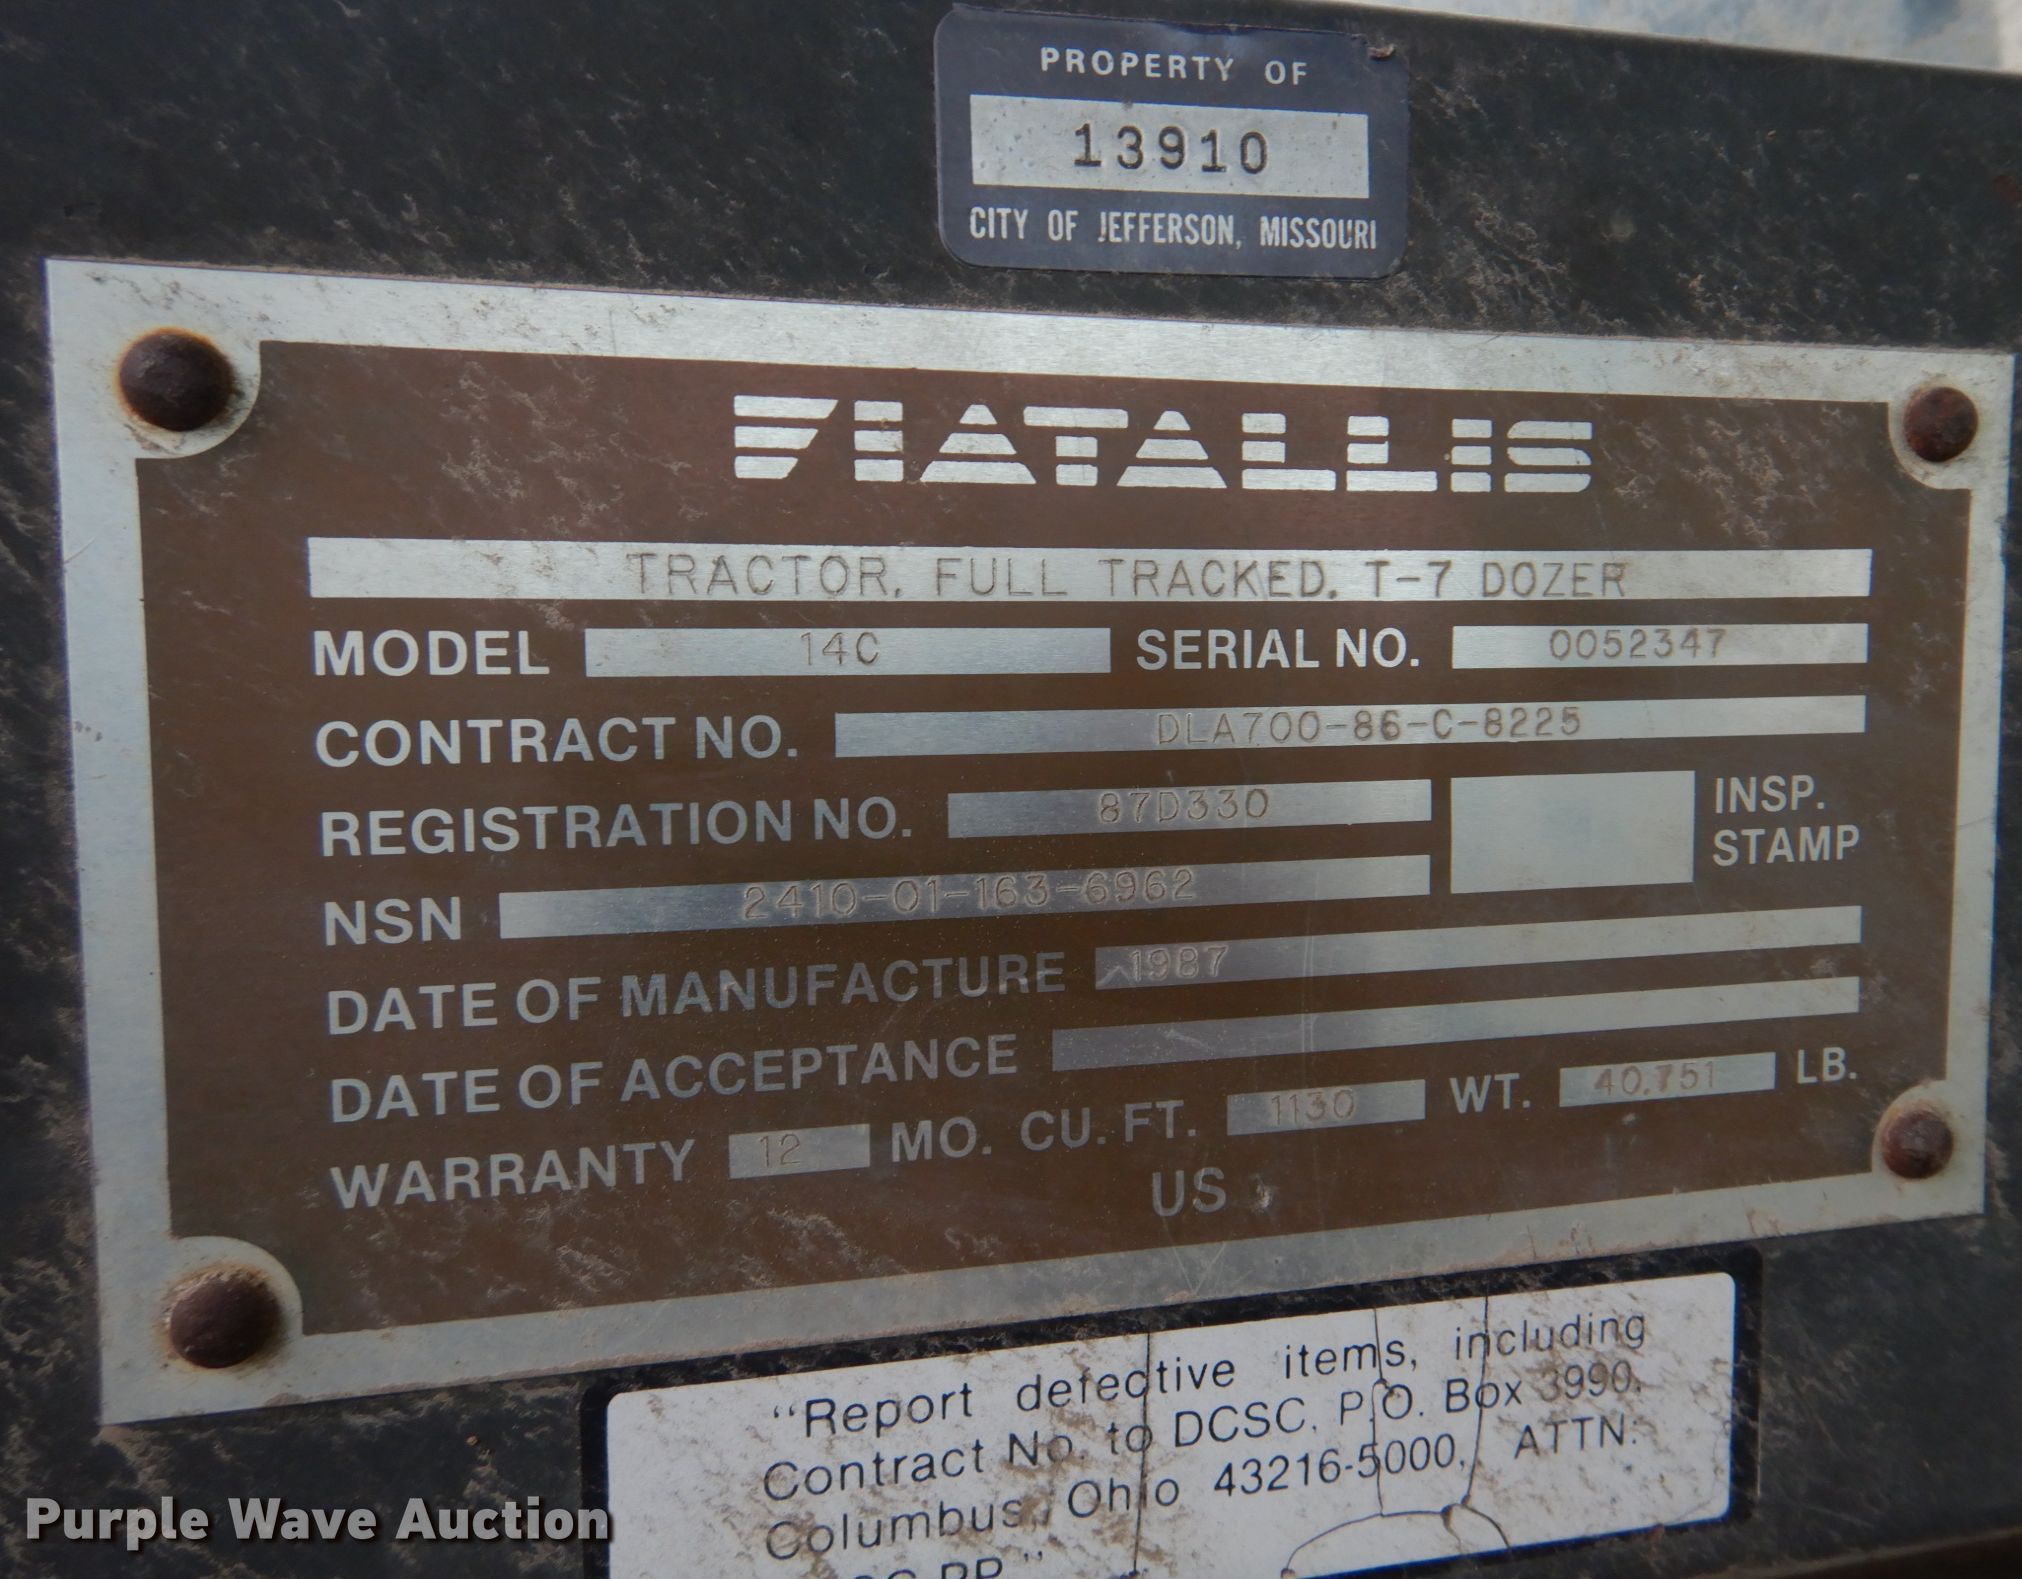 PROPERTY OF
13910
CITY OF JEFFERSON, MISSOURI
FIATALLIS
TRACTOR, FULL TRACKED, T-7 DOZER
MODEL 14C SERIAL NO. 0052347
CONTRACT NO. DLA700-86-C-8225
REGISTRATION NO. 87D330 INSP. STAMP
NSN 2410-01-163-6962
DATE OF MANUFACTURE 1987
DATE OF ACCEPTANCE
WARRANTY 12 MO. CU. FT. 1130 WT. 40,751 LB.
US
"Report defective items, including
Contract No. to DCSC, P.O. Box 3990,
Columbus, Ohio 43216-5000, ATTN:
PP."
Purple Wave Auction